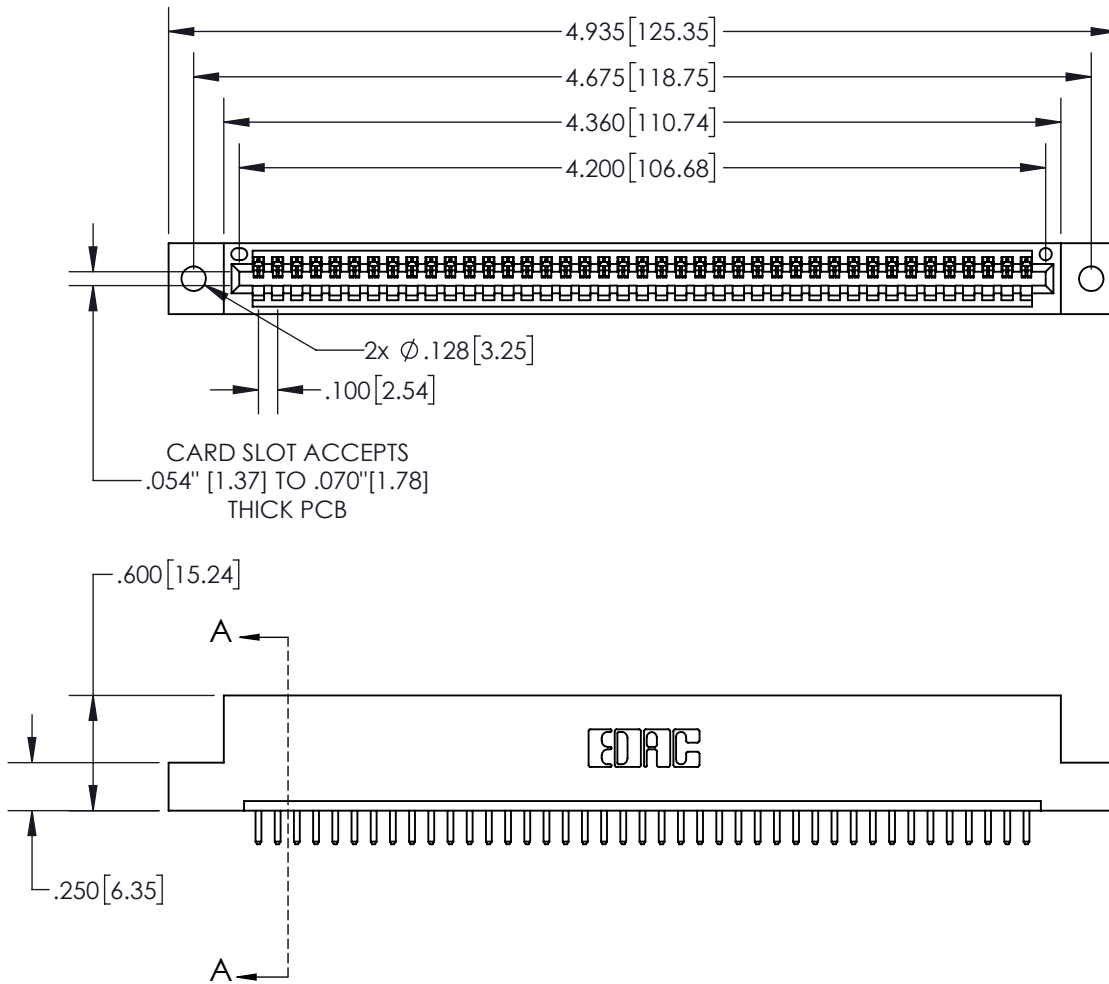 4.935[125.35]
4.675[118.75]
4.360[110.74]
4.200[106.68]
2x ∅.128[3.25]
.100[2.54]
CARD SLOT ACCEPTS
.054" [1.37] TO .070"[1.78]
THICK PCB
.600[15.24]
A
EDAC
.250[6.35]
A